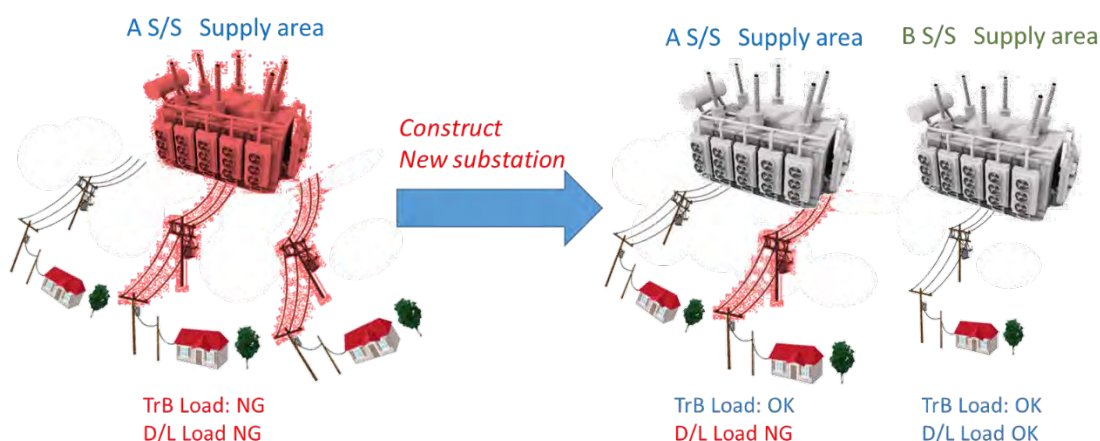 A S/S Supply area
Construct
New substation
TrB Load: NG
D/L Load NG
A S/S Supply area
B S/S Supply area
TrB Load: OK
D/L Load NG
TrB Load: OK
D/L Load OK